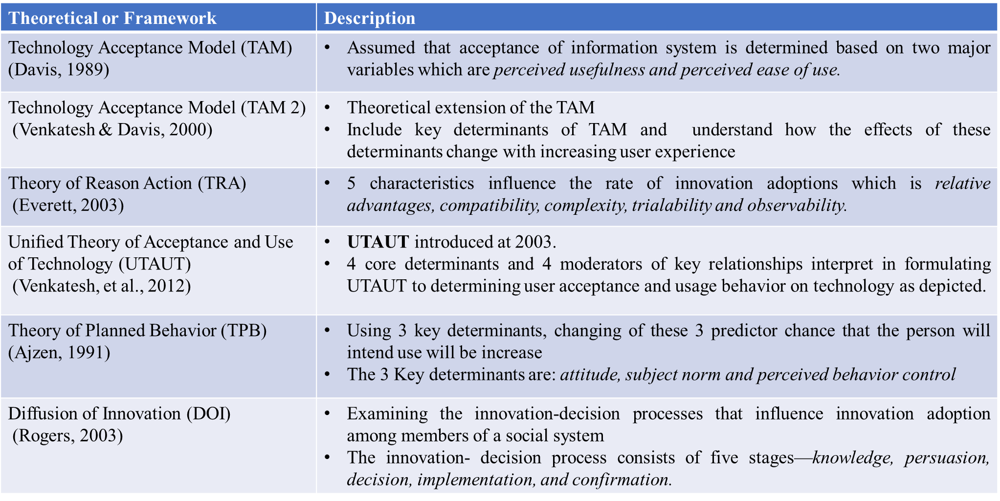 Theoretical or Framework
Description
Technology Acceptance Model (TAM)
(Davis, 1989)
• Assumed that acceptance of information system is determined based on two major
variables which are perceived usefulness and perceived ease of use.
Technology Acceptance Model (TAM 2)
(Venkatesh & Davis, 2000)
• Theoretical extension of the TAM
• Include key determinants of TAM and understand how the effects of these
determinants change with increasing user experience
Theory of Reason Action (TRA)
(Everett, 2003)
• 5 characteristics influence the rate of innovation adoptions which is relative
advantages, compatibility, complexity, trialability and observability.
Unified Theory of Acceptance and Use
of Technology (UTAUT)
(Venkatesh, et al., 2012)
• UTAUT introduced at 2003.
• 4 core determinants and 4 moderators of key relationships interpret in formulating
UTAUT to determining user acceptance and usage behavior on technology as depicted.
Theory of Planned Behavior (TPB)
(Ajzen, 1991)
• Using 3 key determinants, changing of these 3 predictor chance that the person will
intend use will be increase
• The 3 Key determinants are: attitude, subject norm and perceived behavior control
Diffusion of Innovation (DOI)
(Rogers, 2003)
• Examining the innovation-decision processes that influence innovation adoption
among members of a social system
• The innovation- decision process consists of five stages—knowledge, persuasion,
decision, implementation, and confirmation.